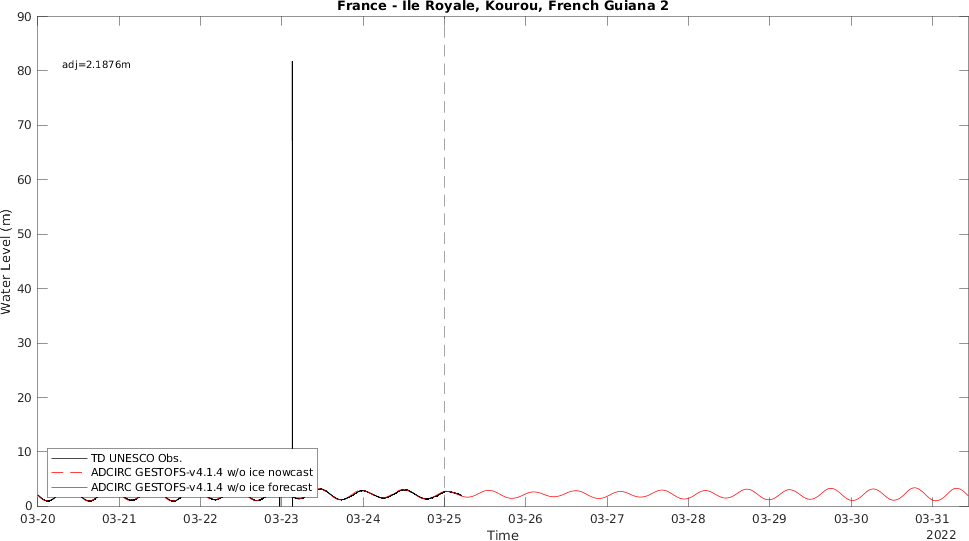 France - Ile Royale, Kourou, French Guiana 2
90
80
70
60
50
40
30
20
10
0
Water Level (m)
adj=2.1876m
TD UNESCO Obs.
ADCIRC GESTOFS-v4.1.4 w/o ice nowcast
ADCIRC GESTOFS-v4.1.4 w/o ice forecast
03-20 03-21 03-22 03-23 03-24 03-25 03-26 03-27 03-28 03-29 03-30 03-31
2022
Time